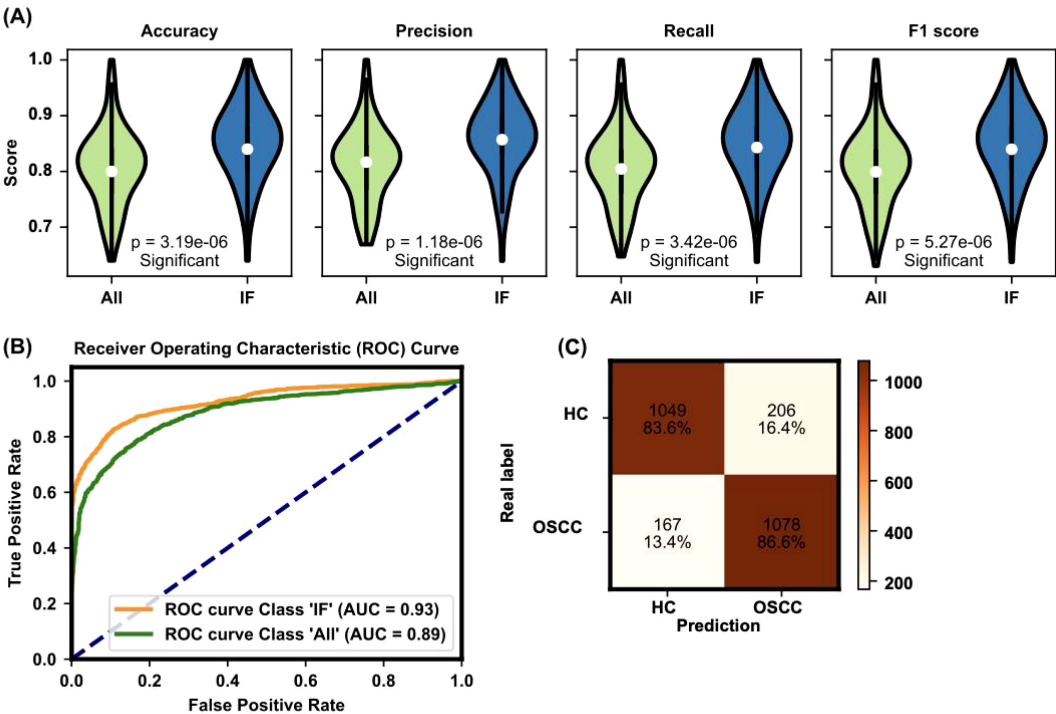 (A)
Accuracy
Precision
Recall
F1 score
Score
1.0
0.9
0.8
0.7
p = 3.19e-06
Significant
p = 1.18e-06
Significant
p = 3.42e-06
Significant
p = 5.27e-06
Significant
All
IF
All
IF
All
IF
All
IF
(B)
Receiver Operating Characteristic (ROC) Curve
True Positive Rate
1.0
0.8
0.6
0.4
0.2
0.0
ROC curve Class 'IF' (AUC = 0.93)
ROC curve Class 'All' (AUC = 0.89)
0.0
0.2
0.4
0.6
0.8
1.0
False Positive Rate
(C)
Real label
HC
OSCC
1049
83.6%
206
16.4%
167
13.4%
1078
86.6%
HC
OSCC
Prediction
1000
800
600
400
200